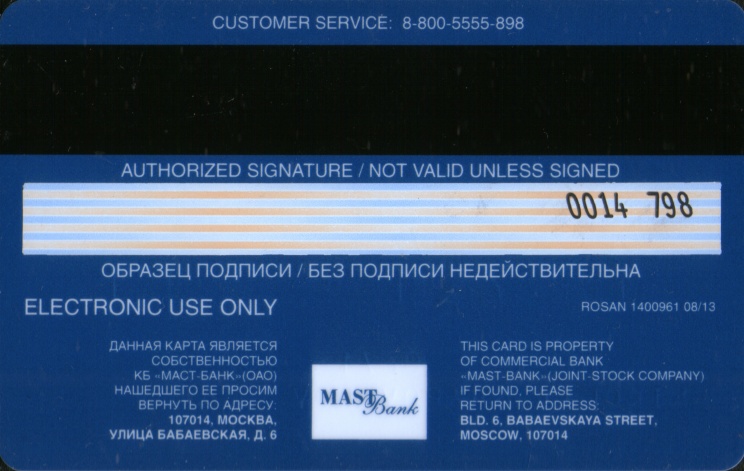 CUSTOMER SERVICE: 8-800-5555-898
AUTHORIZED SIGNATURE / NOT VALID UNLESS SIGNED
0014 798
ОБРАЗЕЦ ПОДПИСИ / БЕЗ ПОДПИСИ НЕДЕЙСТВИТЕЛЬНА
ELECTRONIC USE ONLY
ROSAN 1400961 08/13
ДАННАЯ КАРТА ЯВЛЯЕТСЯ
СОБСТВЕННОСТЬЮ
КБ «МАСТ-БАНК»(ОАО)
НАШЕДШЕГО ЕЕ ПРОСИМ
ВЕРНУТЬ ПО АДРЕСУ:
107014, МОСКВА,
УЛИЦА БАБАЕВСКАЯ, Д. 6
MAST Bank
THIS CARD IS PROPERTY
OF COMMERCIAL BANK
«MAST-BANK»(JOINT-STOCK COMPANY)
IF FOUND, PLEASE
RETURN TO ADDRESS:
BLD. 6, BABAEVSKAYA STREET,
MOSCOW, 107014